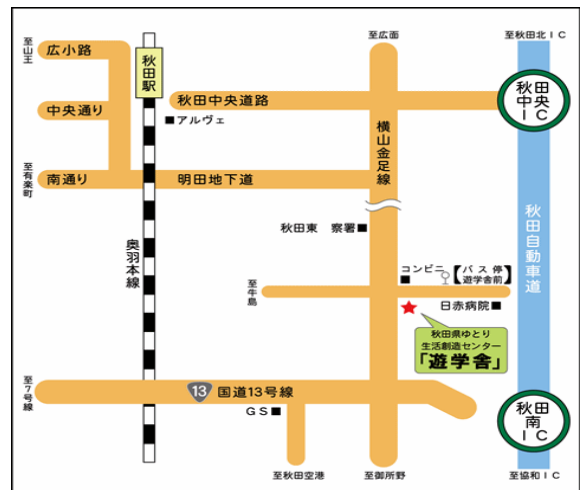 至広面
至秋田北IC
至山王
広小路
秋田駅
秋田中央IC
中央通り
秋田中央道路
■アルヴェ
横山金足線
至有楽町
南通り
明田地下道
秋田東 察署■
奥羽本線
秋田自動車道
コンビニ
■
【バス停
遊学舎前】
至牛島
日赤病院■
秋田県ゆとり
生活創造センター
「遊学舎」
至7号線
13
国道13号線
GS■
秋田南IC
至秋田空港
至御所野
至協和IC